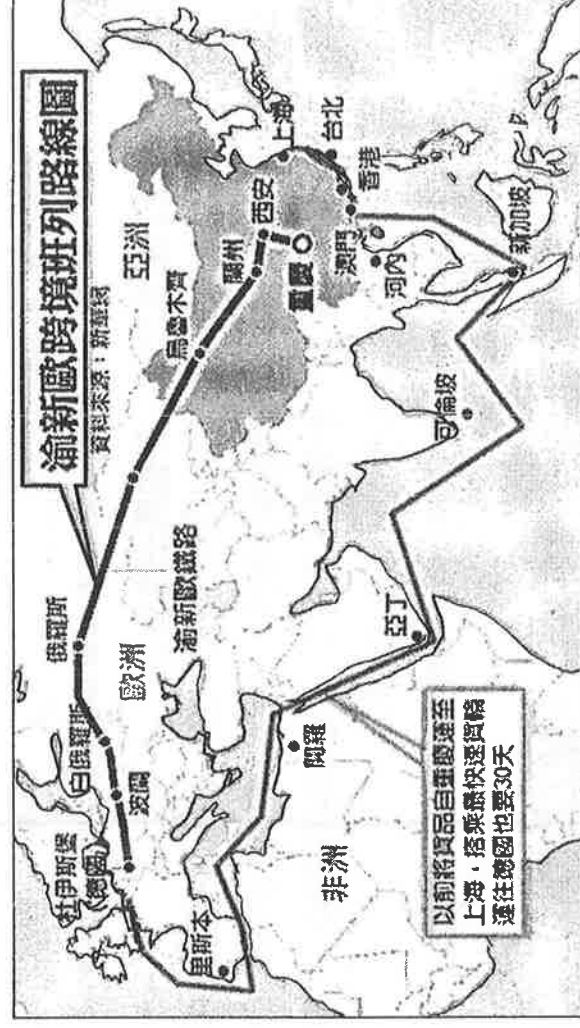 渝新歐跨境班列路線圖
資料來源：新華網
俄羅斯
白俄羅斯
波蘭
杜伊斯堡
(德國)
歐洲
渝新歐鐵路
亞洲
烏魯木齊
蘭州
西安
重慶
上海
台北
香港
澳門
河內
新加坡
可倫坡
亞丁
開羅
非洲
里斯本
以前將貨品自重慶運至
上海，搭乘最快速貨輪
運往德國也要30天